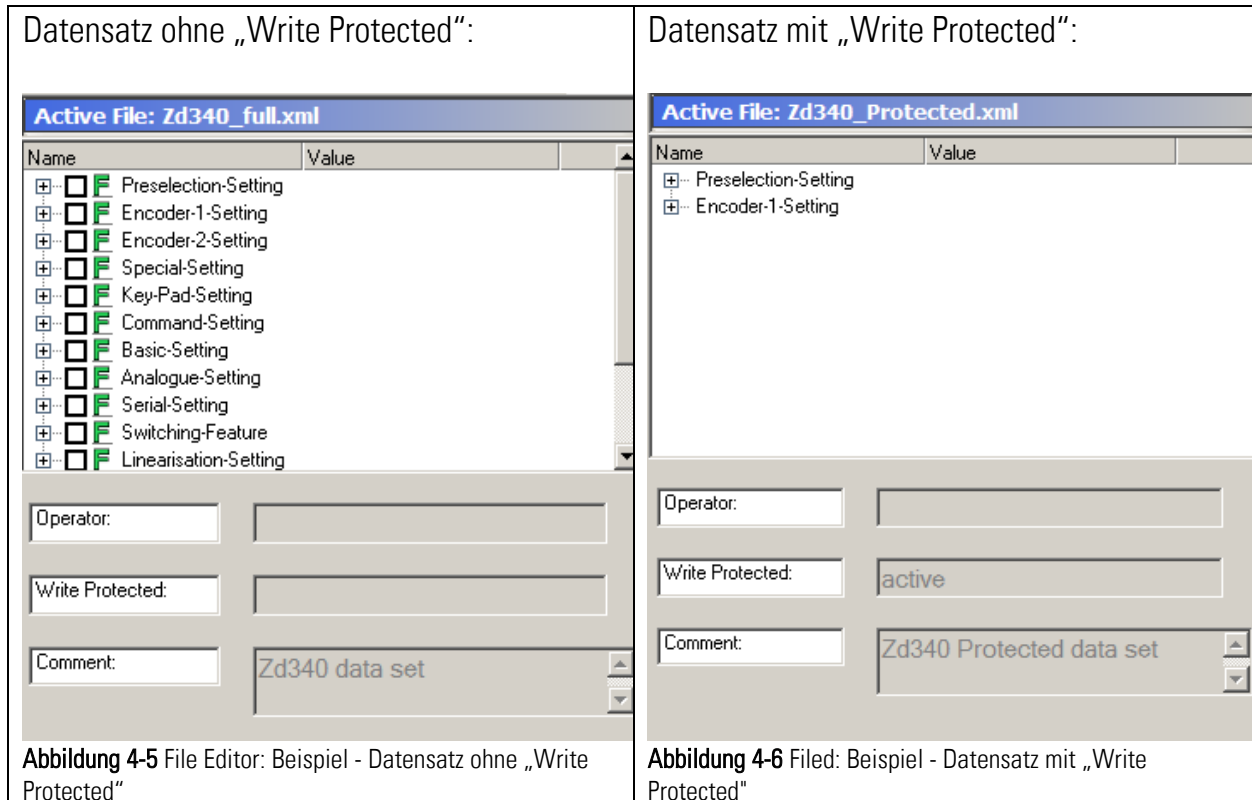 Datensatz ohne „Write Protected“:
Active File: Zd340_full.xml
Name Value
Preselection-Setting
Encoder-1-Setting
Encoder-2-Setting
Special-Setting
Key-Pad-Setting
Command-Setting
Basic-Setting
Analogue-Setting
Serial-Setting
Switching-Feature
Linearisation-Setting
Operator:
Write Protected:
Comment:
Zd340 data set
Abbildung 4-5 File Editor: Beispiel - Datensatz ohne „Write
Protected“
Datensatz mit „Write Protected“:
Active File: Zd340_Protected.xml
Name Value
Preselection-Setting
Encoder-1-Setting
Operator:
Write Protected:
active
Comment:
Zd340 Protected data set
Abbildung 4-6 Filed: Beispiel - Datensatz mit „Write
Protected"